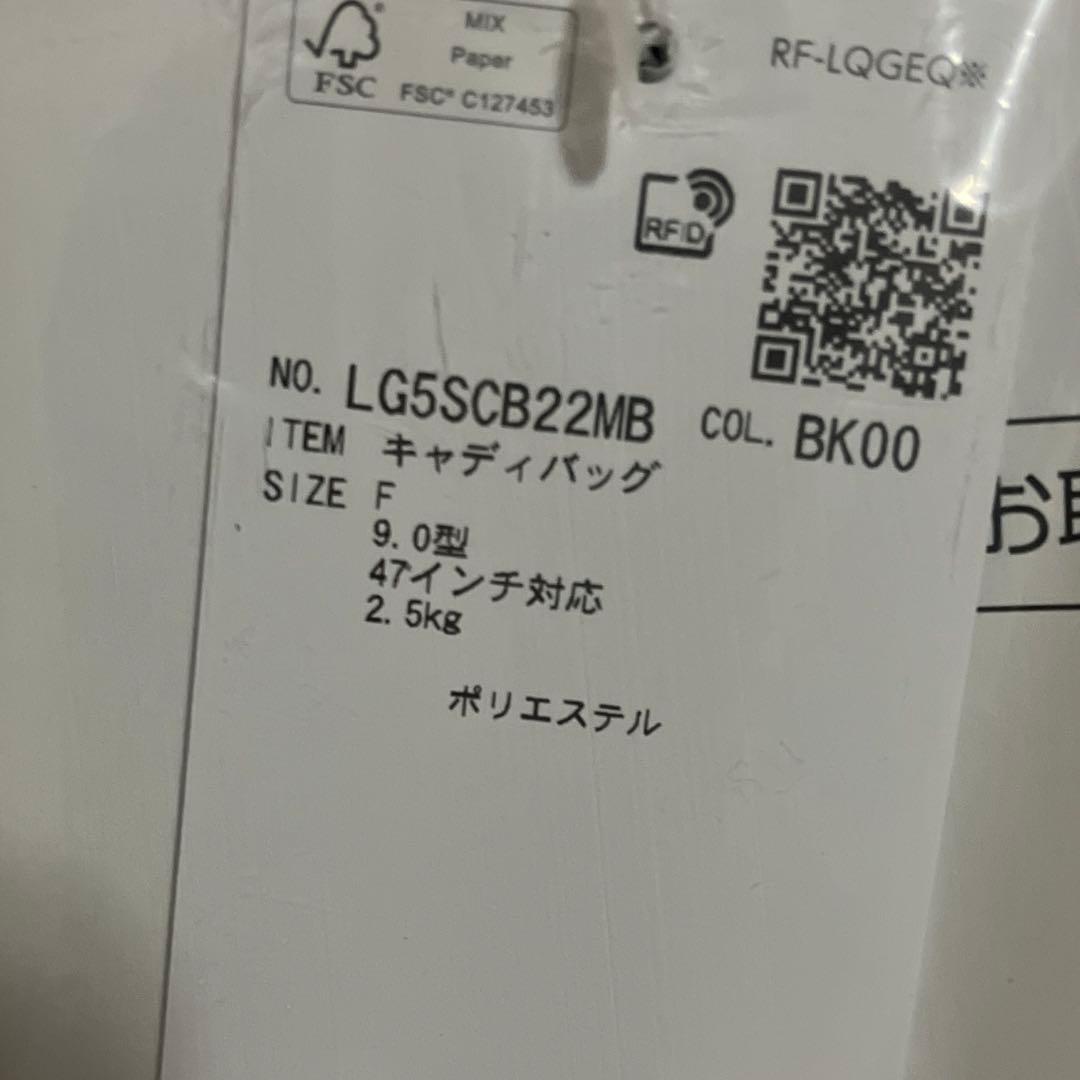 MIX
Paper
FSC
FSC® C127453
RF-LQGEQ※
RFID
NO. LG5SCB22MB COL. BK00
ITEM キャディバッグ
SIZE F
9.0型
47インチ対応
2.5kg
ポリエステル
お取